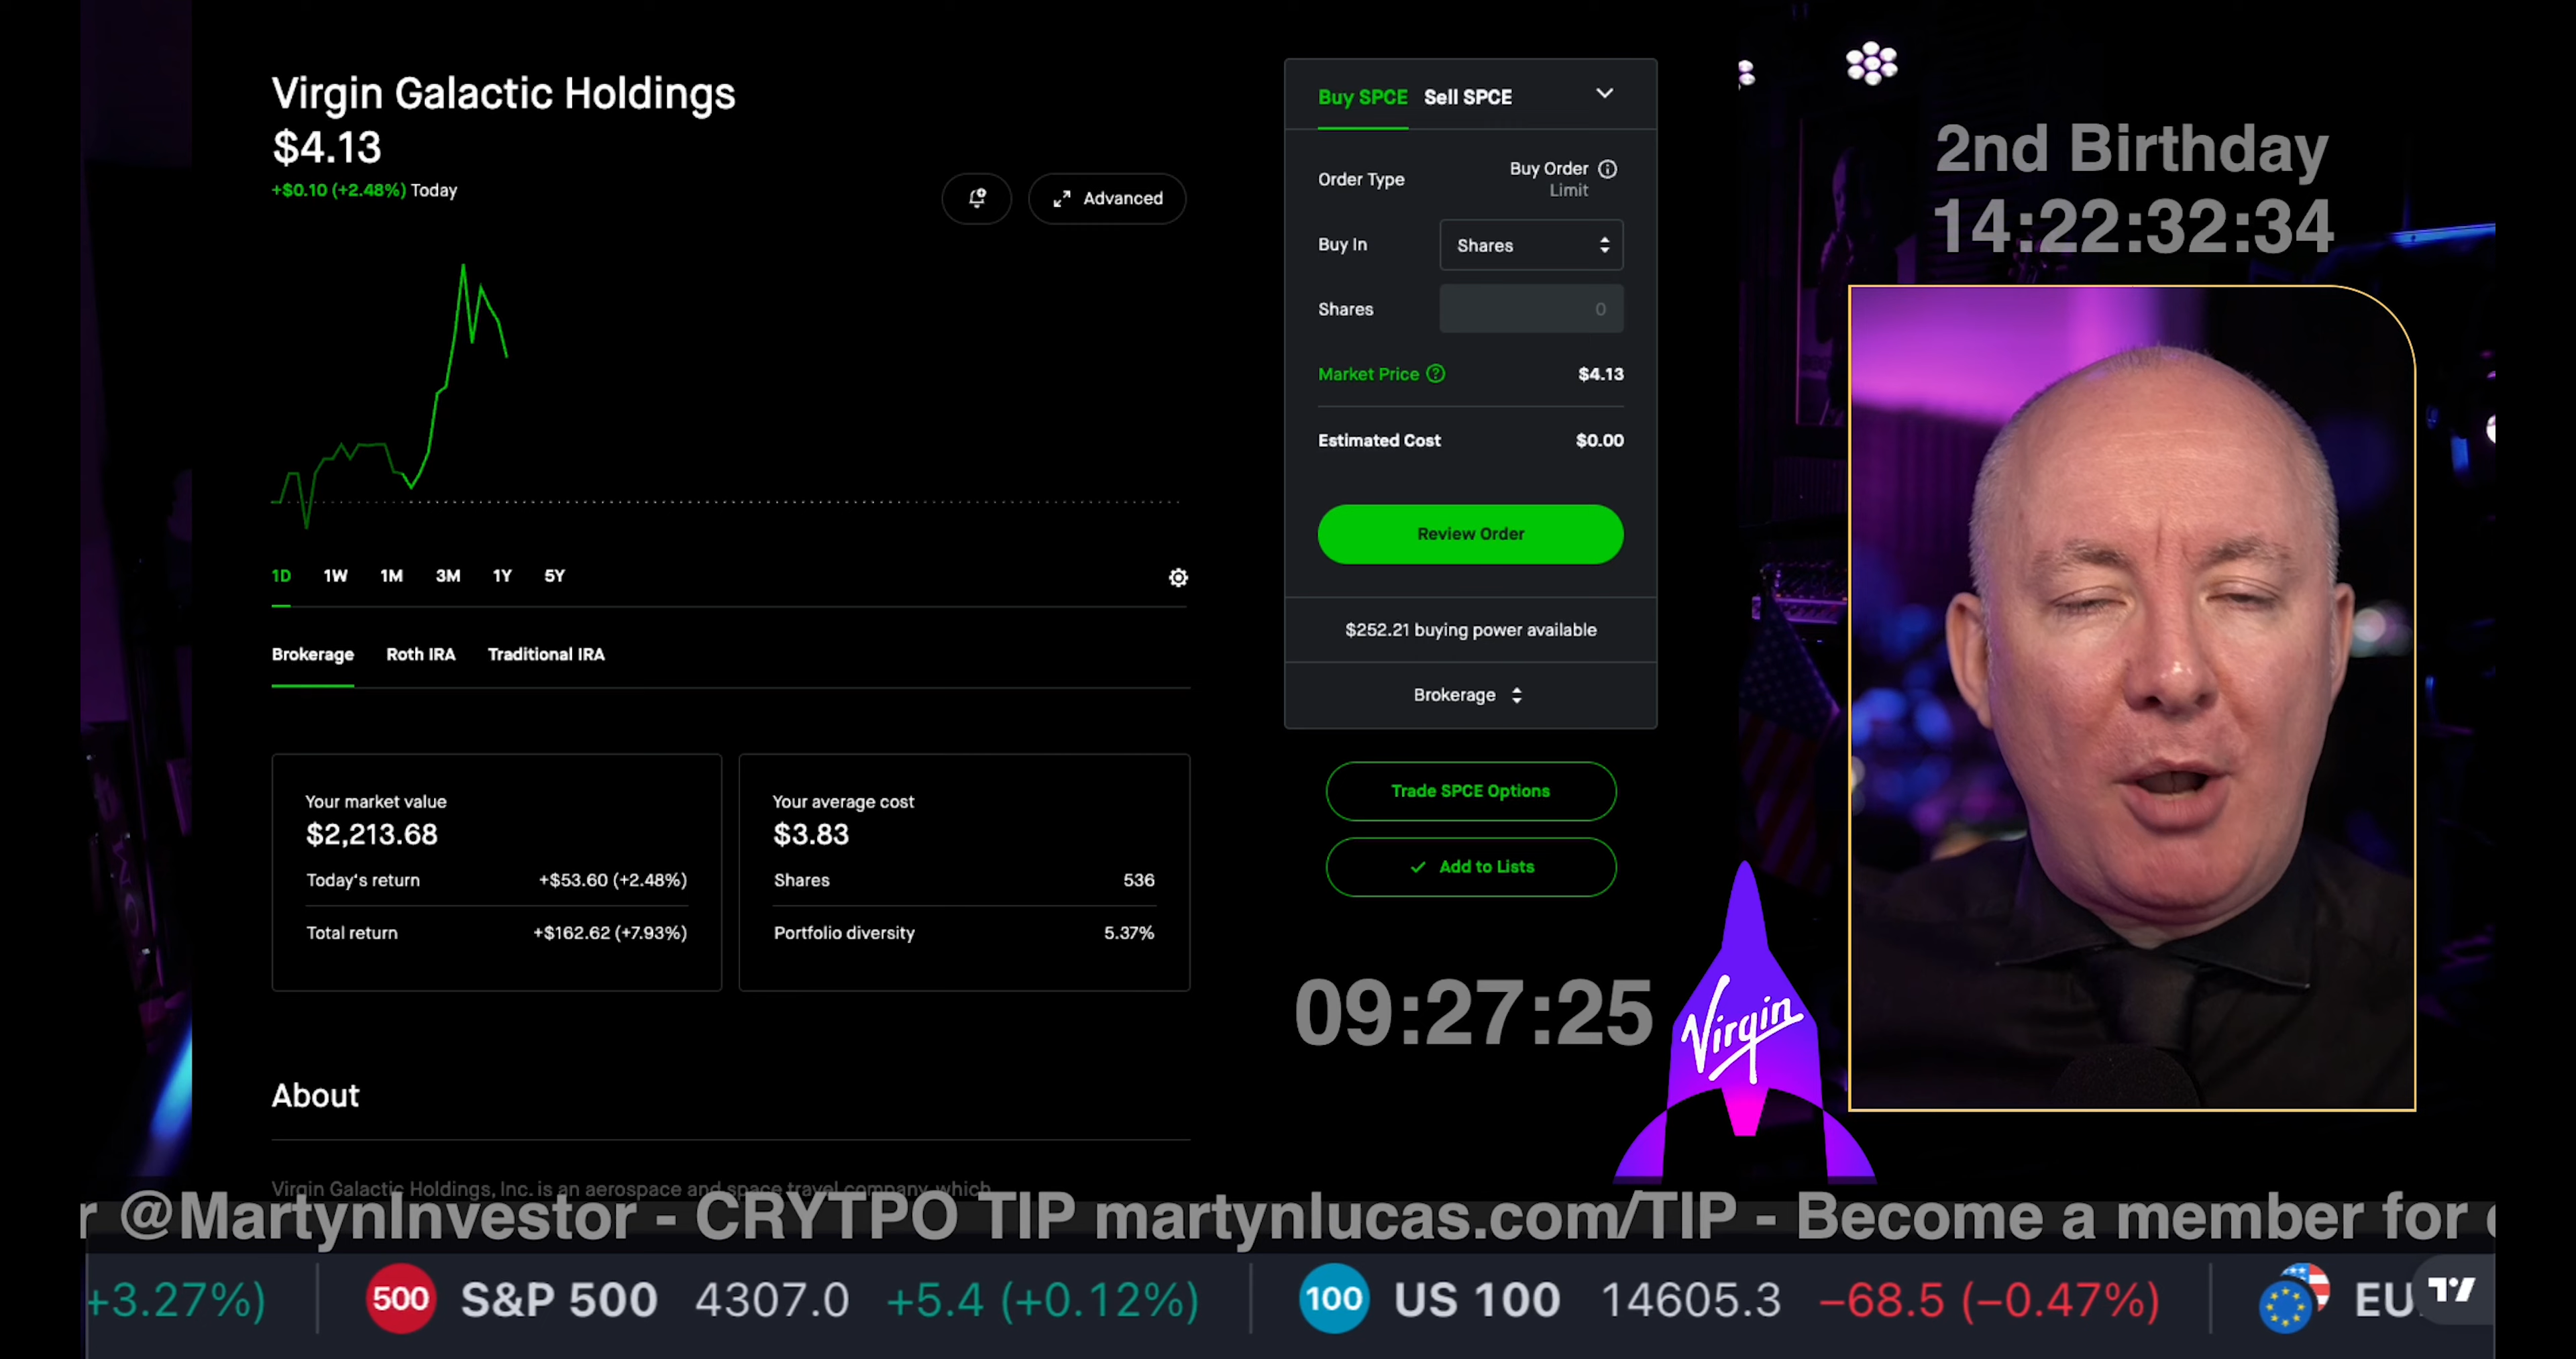 Virgin Galactic Holdings
$4.13
+$0.10 (+2.48%) Today
Advanced
1D 1W 1M 3M 1Y 5Y
Brokerage Roth IRA Traditional IRA
Your market value
$2,213.68
Today's return +$53.60 (+2.48%)
Total return +$162.62 (+7.93%)
Your average cost
$3.83
Shares 536
Portfolio diversity 5.37%
About
Virgin Galactic Holdings, Inc. is an aerospace and space travel company, which
Buy SPCE Sell SPCE
Order Type Buy Order
Limit
Buy In Shares
Shares 0
Market Price $4.13
Estimated Cost $0.00
Review Order
$252.21 buying power available
Brokerage
Trade SPCE Options
Add to Lists
09:27:25
Virgin
2nd Birthday
14:22:32:34
r @MartynInvestor - CRYTPO TIP martynlucas.com/TIP - Become a member for
+3.27%) 500 S&P 500 4307.0 +5.4 (+0.12%) 100 US 100 14605.3 −68.5 (−0.47%) EU